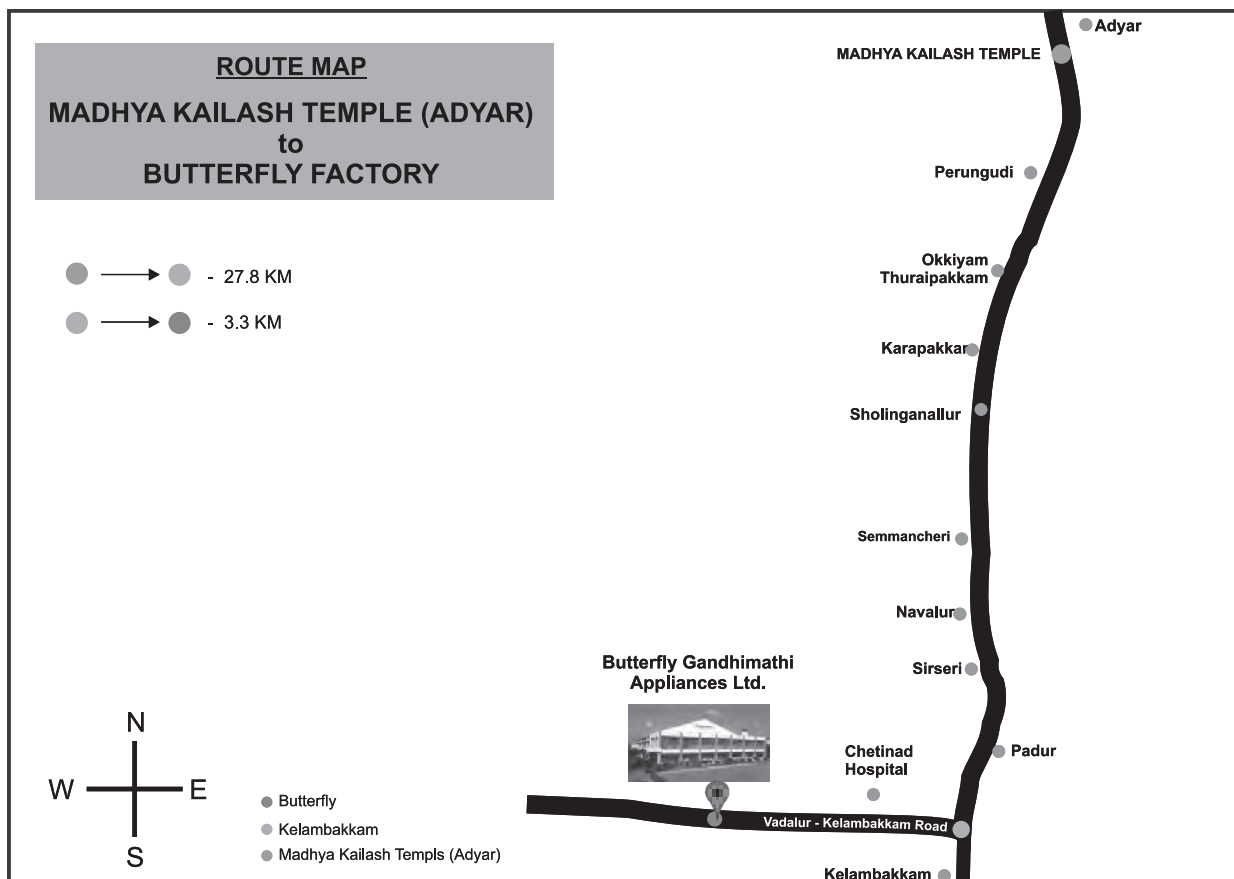 ROUTE MAP
MADHYA KAILASH TEMPLE (ADYAR)
to
BUTTERFLY FACTORY
- 27.8 KM
- 3.3 KM
Adyar
MADHYA KAILASH TEMPLE
Perungudi
Okkiyam
Thuraipakkam
Karapakkar
Sholinganallur
Semmancheri
Navalur
Sirseri
Padur
Butterfly Gandhimathi
Appliances Ltd.
Chetinad
Hospital
Vadalur - Kelambakkam Road
Kelambakkam
N
W
E
S
Butterfly
Kelambakkam
Madhya Kailash Templs (Adyar)